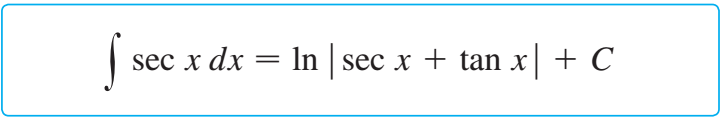 ∫ sec x dx = ln |sec x + tan x| + C